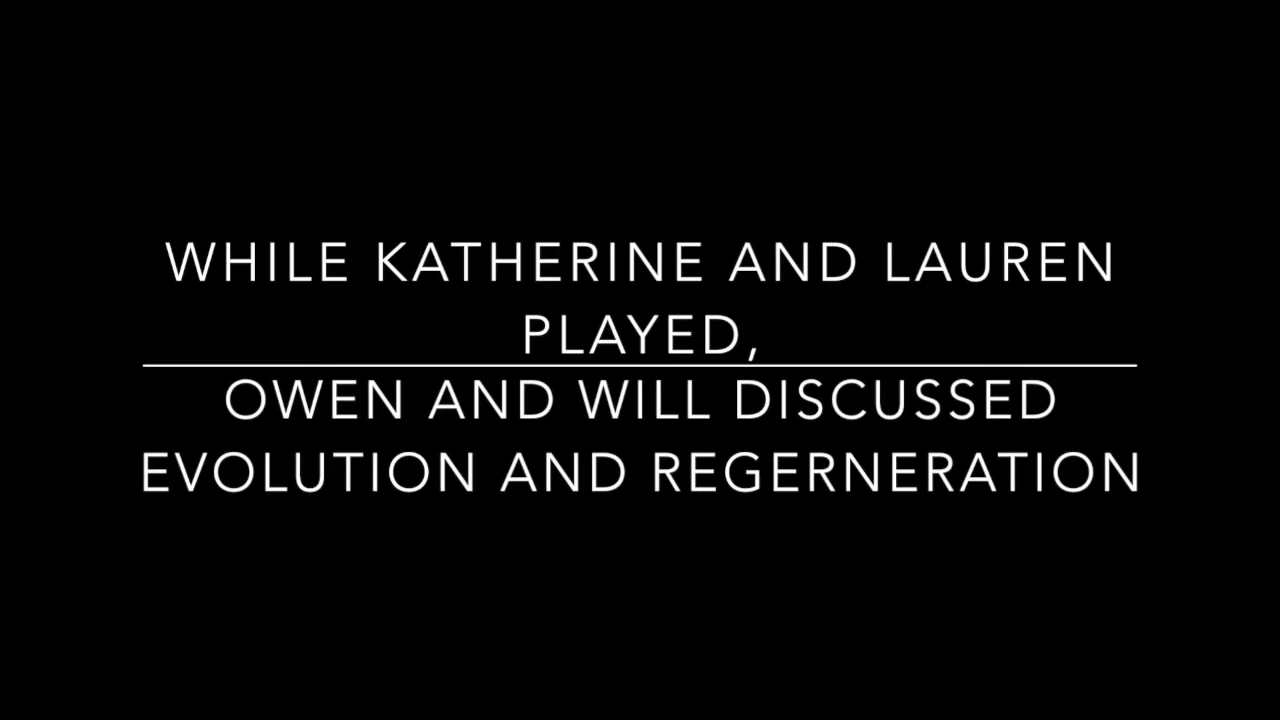 WHILE KATHERINE AND LAUREN
PLAYED,
OWEN AND WILL DISCUSSED
EVOLUTION AND REGERNERATION